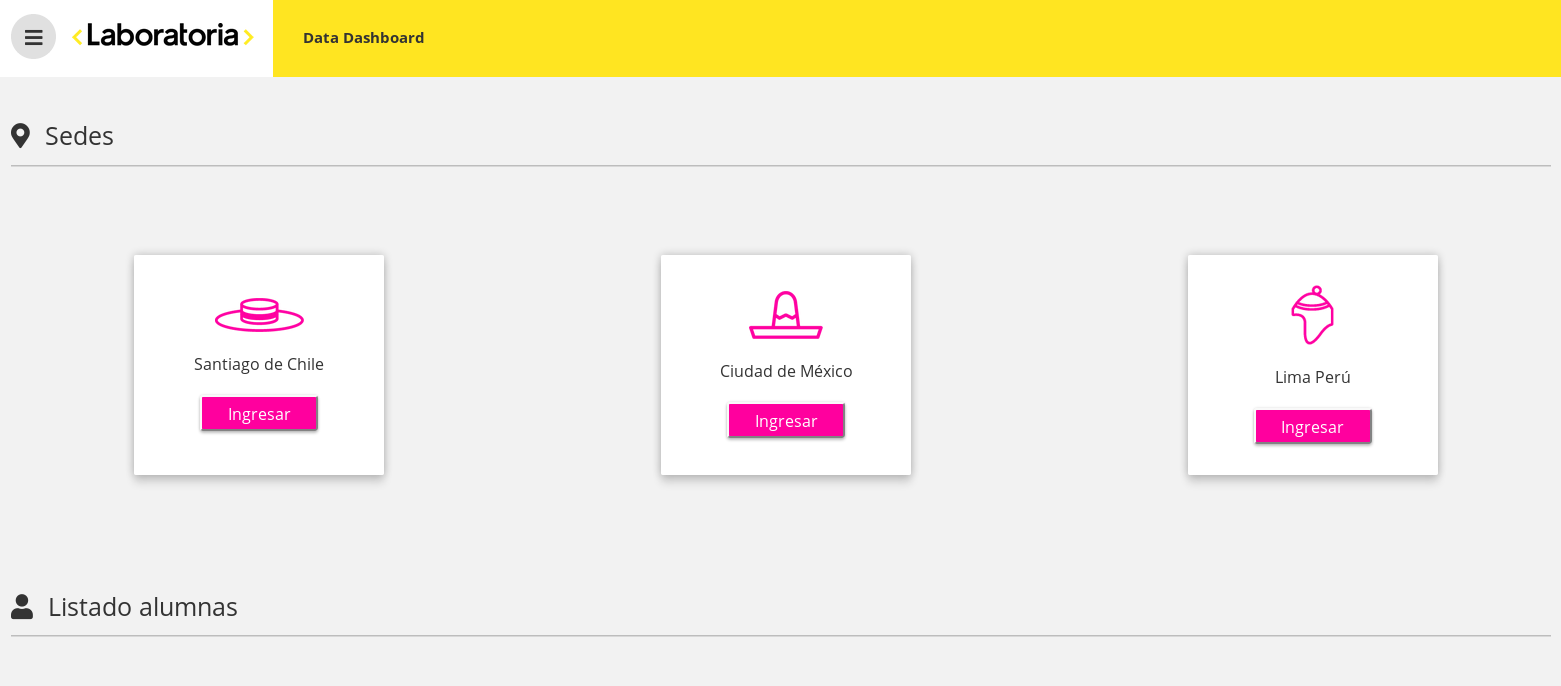 <Laboratoria>
Data Dashboard
Sedes
Santiago de Chile
Ingresar
Ciudad de México
Ingresar
Lima Perú
Ingresar
Listado alumnas